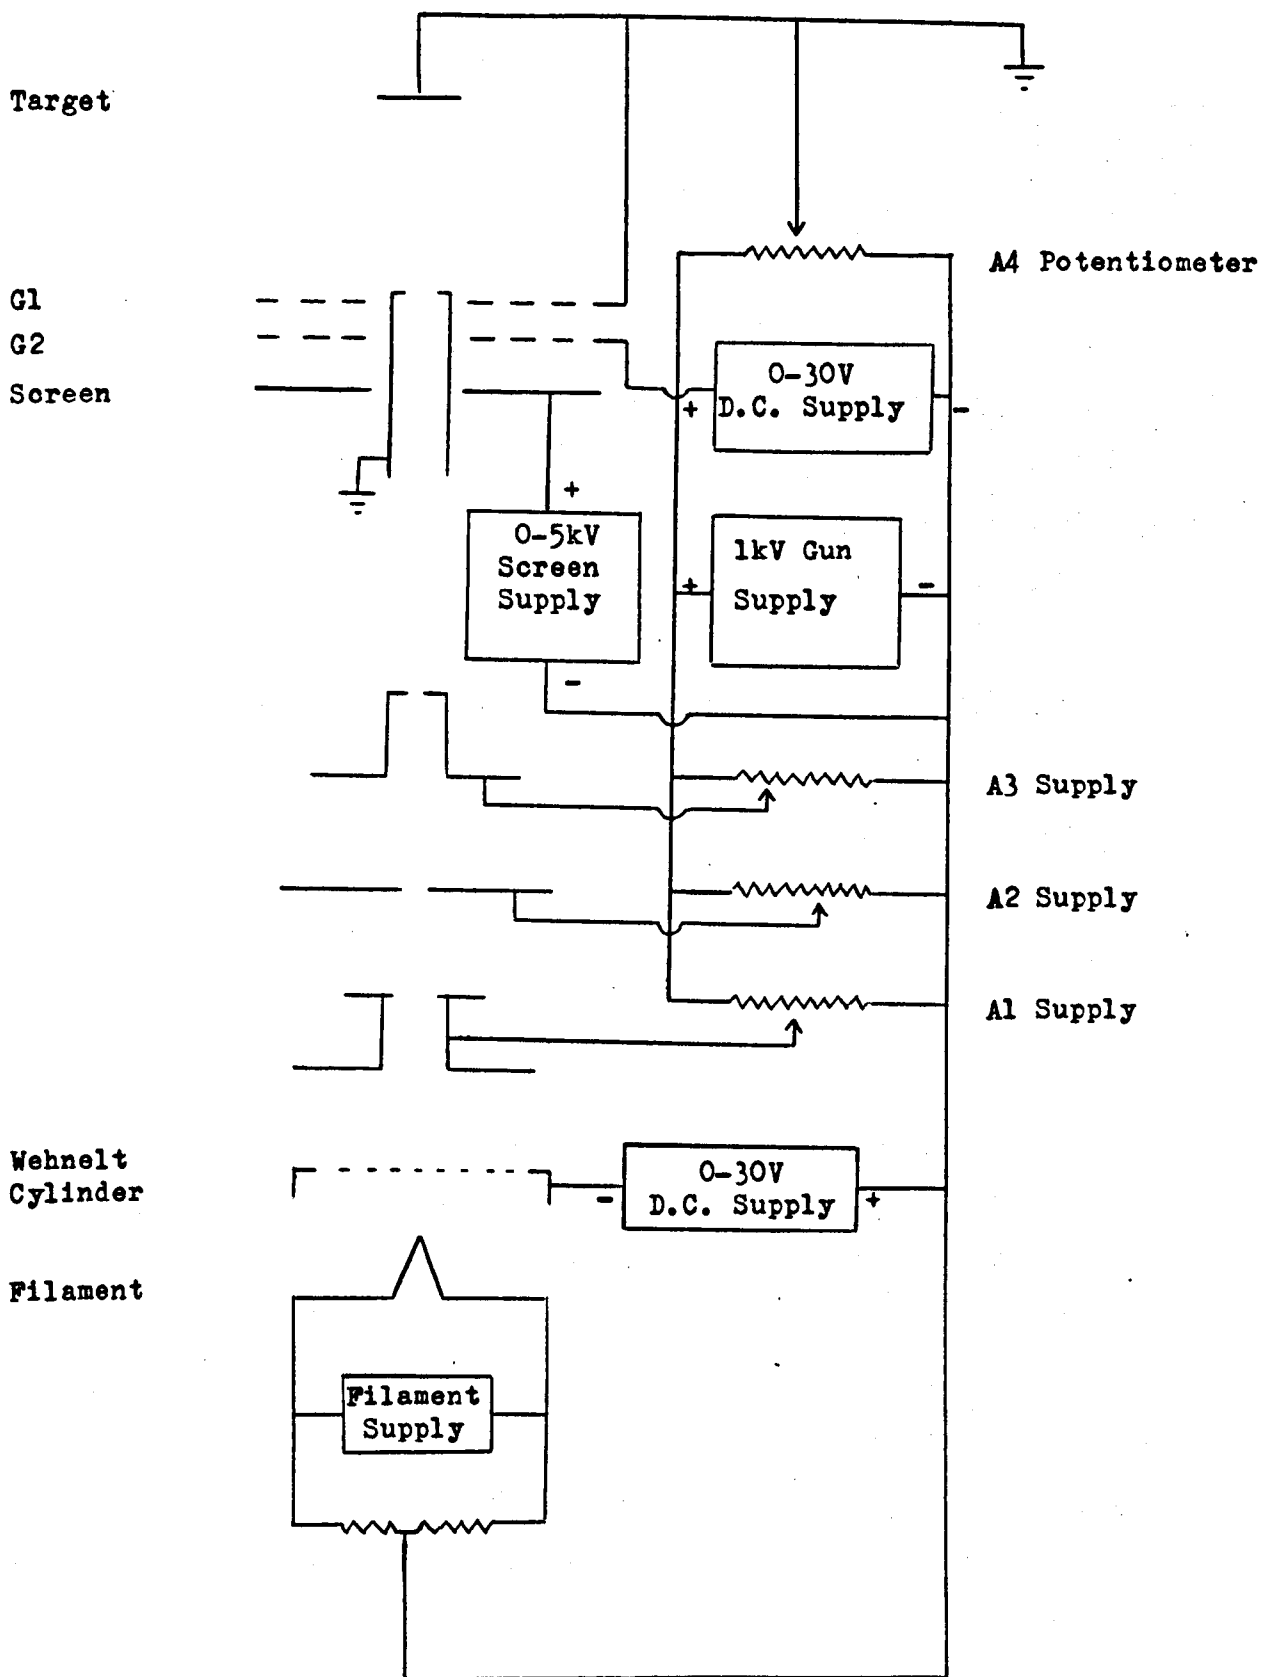 Target
A4 Potentiometer
G1
G2
Screen
0-30V
D.C. Supply
+
-
+
0-5kV
Screen
Supply
-
1kV Gun
Supply
+
-
A3 Supply
A2 Supply
A1 Supply
Wehnelt
Cylinder
0-30V
D.C. Supply
-
+
Filament
Filament
Supply